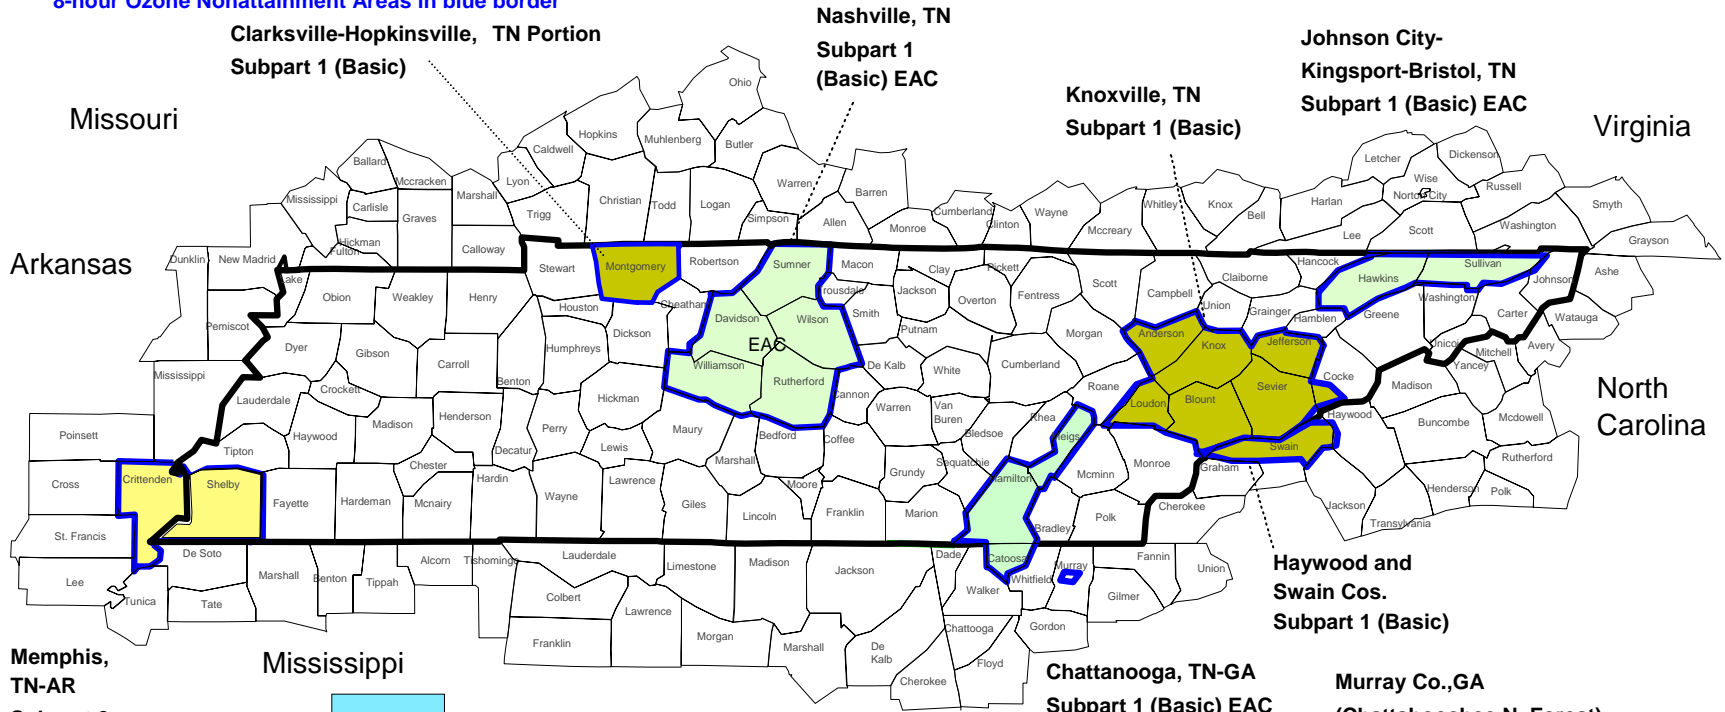 8-hour Ozone Nonattainment Areas in blue border
Clarksville-Hopkinsville, TN Portion
Subpart 1 (Basic)
Nashville, TN
Subpart 1
(Basic) EAC
Johnson City-
Kingsport-Bristol, TN
Subpart 1 (Basic) EAC
Knoxville, TN
Subpart 1 (Basic)
Missouri
Virginia
Arkansas
North
Carolina
Mississippi
Ohio
Hopkins
Muhlenberg
Butler
Caldwell
Ballard
Mccracken
Lyon
Marshall
Mississippi
Carlisle
Graves
Trigg
Christian
Todd
Logan
Warren
Simpson
Barren
Allen
Monroe
Cumberland
Clinton
Wayne
Mccreary
Whitley
Knox
Bell
Harlan
Letcher
Dickenson
Wise
Norton City
Russell
Lee
Scott
Washington
Smyth
Grayson
Hickman
Fulton
Calloway
Dunklin
New Madrid
Lake
Obion
Weakley
Henry
Stewart
Montgomery
Robertson
Sumner
Macon
Trousdale
Clay
Pickett
Jackson
Overton
Fentress
Scott
Campbell
Claiborne
Union
Hancock
Hawkins
Sullivan
Johnson
Ashe
Washington
Carter
Watauga
Pemiscot
Houston
Cheatham
Dickson
Davidson
Wilson
Smith
Putnam
Morgan
Anderson
Grainger
Hamblen
Greene
Unicoi
Mitchell
Avery
Yancey
Dyer
Gibson
Carroll
Humphreys
Benton
EAC
Williamson
Rutherford
De Kalb
White
Cumberland
Roane
Knox
Jefferson
Sevier
Cocke
Madison
Mississippi
Crockett
Lauderdale
Haywood
Madison
Henderson
Decatur
Perry
Hickman
Lewis
Maury
Bedford
Cannon
Coffee
Warren
Van
Buren
Bledsoe
Rhea
Meigs
Loudon
Blount
Haywood
Buncombe
Mcdowell
Poinsett
Tipton
Chester
Hardin
Marshall
Sequatchie
Grundy
Mcminn
Monroe
Graham
Swain
Rutherford
Henderson
Polk
Cross
Crittenden
Shelby
Fayette
Hardeman
Mcnairy
Wayne
Lawrence
Giles
Lincoln
Moore
Franklin
Marion
Hamilton
Bradley
Polk
Cherokee
Jackson
Transylvania
St. Francis
De Soto
Lee
Tunica
Tate
Marshall
Benton
Tippah
Alcorn
Tishomingo
Lauderdale
Colbert
Franklin
Lawrence
Limestone
Madison
Jackson
Morgan
Marshall
De
Kalb
Cherokee
Dade
Catoosa
Walker
Whitfield
Murray
Fannin
Union
Gilmer
Chattooga
Gordon
Floyd
Haywood and
Swain Cos.
Subpart 1 (Basic)
Memphis,
TN-AR
Chattanooga, TN-GA
Subpart 1 (Basic) EAC
Murray Co.,GA
(Chattahoochee N. Forest)